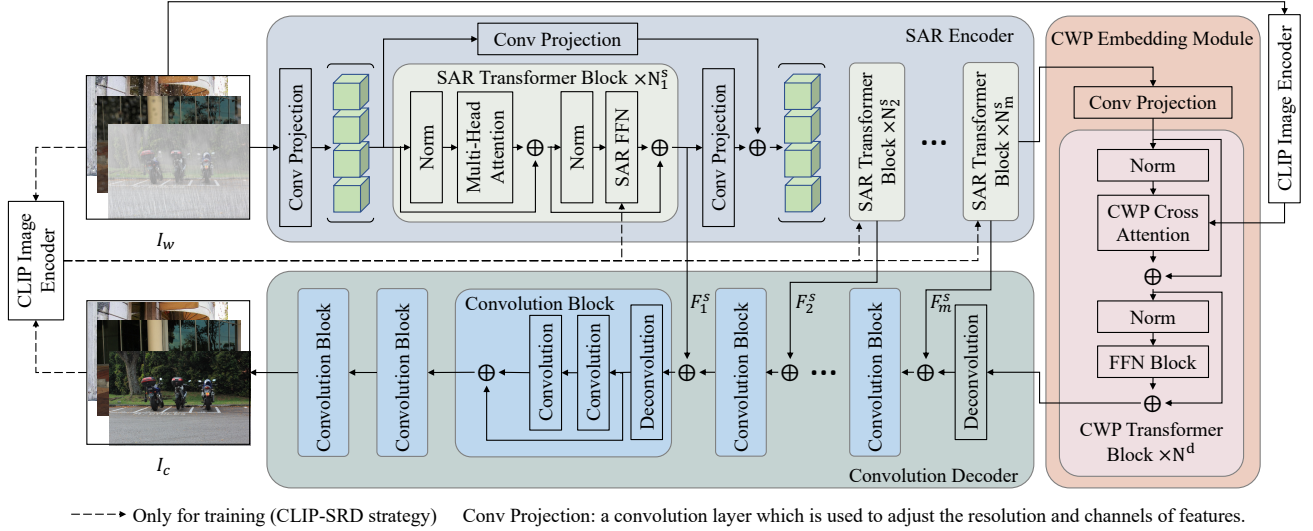 SAR Encoder
Conv Projection
Conv Projection
SAR Transformer Block ×N₁ˢ
Norm
Multi-Head
Attention
Norm
SAR FFN
Conv Projection
SAR Transformer
Block ×N₂ˢ
...
SAR Transformer
Block ×Nₘˢ
CWP Embedding Module
Conv Projection
Norm
CWP Cross
Attention
Norm
FFN Block
CWP Transformer
Block ×Nᵈ
CLIP Image Encoder
I_w
CLIP Image
Encoder
I_c
Convolution Block
Convolution Block
Convolution Block
Convolution
Convolution
Deconvolution
F₁ˢ
Convolution Block
F₂ˢ
...
Convolution Block
Fₘˢ
Deconvolution
Convolution Decoder
Only for training (CLIP-SRD strategy) Conv Projection: a convolution layer which is used to adjust the resolution and channels of features.